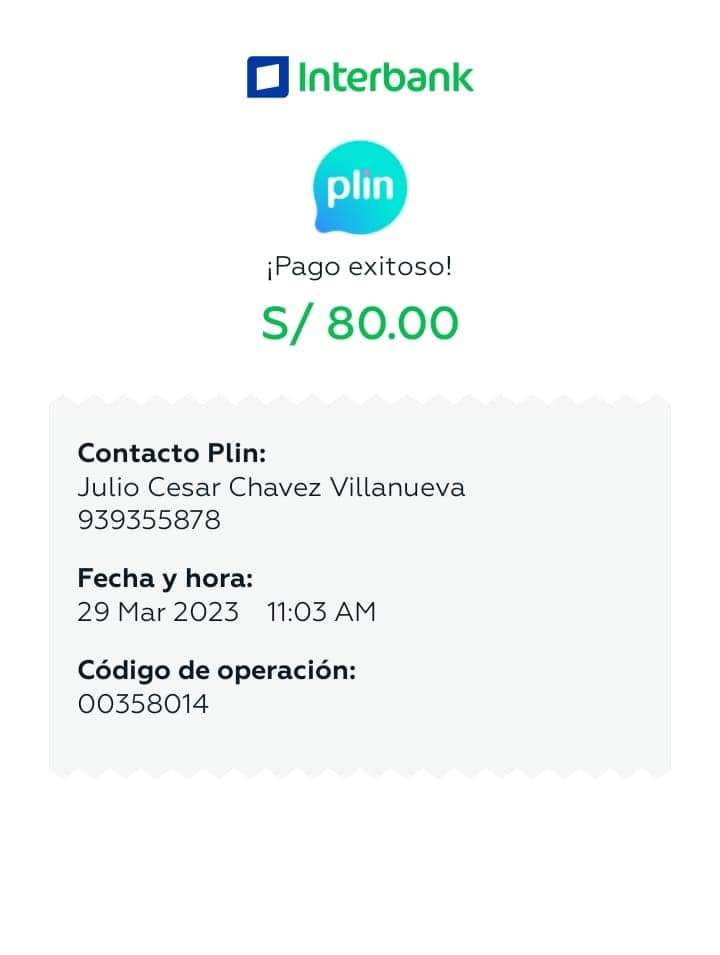 Interbank
plin
¡Pago exitoso!
S/ 80.00
Contacto Plin:
Julio Cesar Chavez Villanueva
939355878
Fecha y hora:
29 Mar 2023 11:03 AM
Código de operación:
00358014